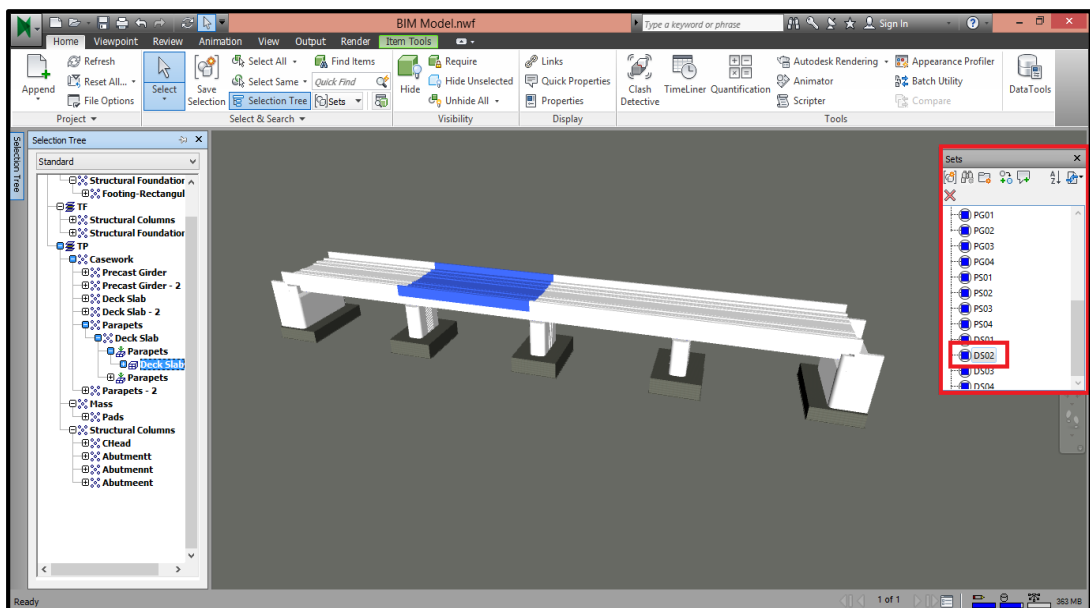 BIM Model.nwf
Type a keyword or phrase
Sign In
Home Viewpoint Review Animation View Output Render Item Tools
Append
Refresh
Reset All...
File Options
Project
Select
Save Selection
Select All
Select Same
Selection Tree
Find Items
Quick Find
Sets
Select & Search
Hide
Require
Hide Unselected
Unhide All
Visibility
Links
Quick Properties
Properties
Display
Clash Detective
TimeLiner
Quantification
Autodesk Rendering
Animator
Scripter
Appearance Profiler
Batch Utility
Compare
Tools
DataTools
Selection Tree
Selection Tree
Standard
Structural Foundation
Footing-Rectangul
TF
Structural Columns
Structural Foundation
TP
Casework
Precast Girder
Precast Girder - 2
Deck Slab
Deck Slab - 2
Parapets
Deck Slab
Parapets
Deck Slab
Parapets
Parapets - 2
Mass
Pads
Structural Columns
CHead
Abutmentt
Abutmennt
Abutmeent
Sets
PG01
PG02
PG03
PG04
PS01
PS02
PS03
PS04
DS01
DS02
DS03
DS04
Ready
1 of 1
363 MB